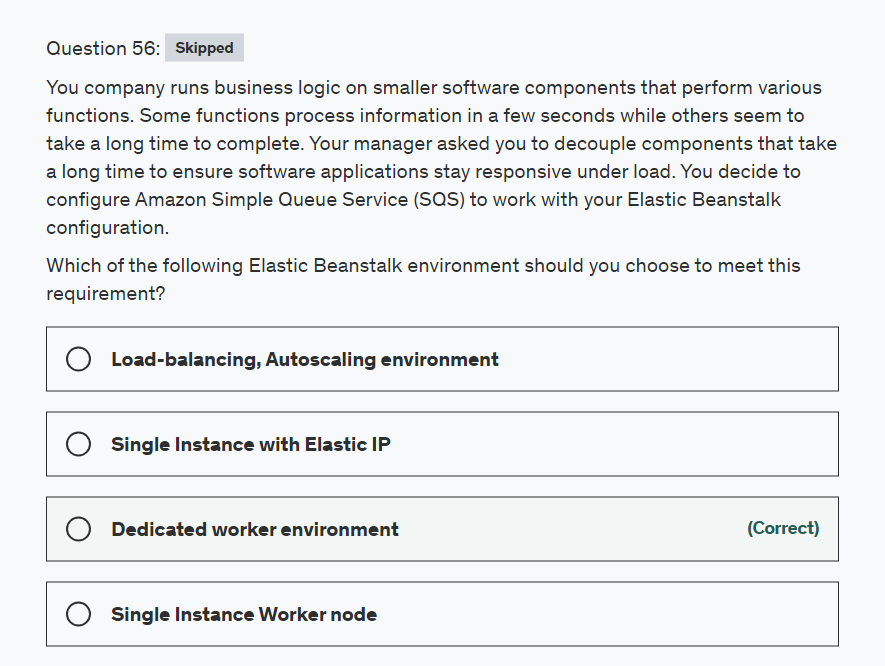 Question 56: Skipped
You company runs business logic on smaller software components that perform various
functions. Some functions process information in a few seconds while others seem to
take a long time to complete. Your manager asked you to decouple components that take
a long time to ensure software applications stay responsive under load. You decide to
configure Amazon Simple Queue Service (SQS) to work with your Elastic Beanstalk
configuration.
Which of the following Elastic Beanstalk environment should you choose to meet this
requirement?
Load-balancing, Autoscaling environment
Single Instance with Elastic IP
Dedicated worker environment (Correct)
Single Instance Worker node